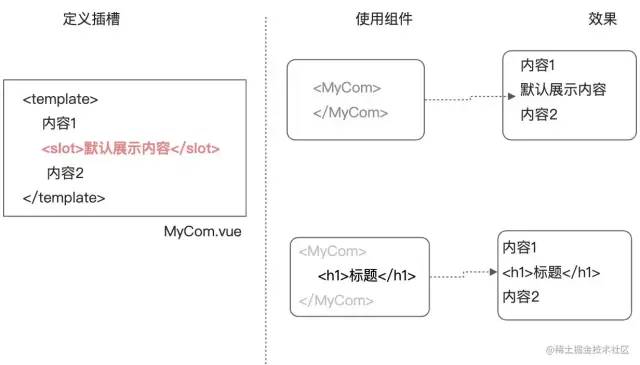 定义插槽
使用组件
效果
<template>
内容1
<slot>默认展示内容</slot>
内容2
</template>
MyCom.vue
<MyCom>
</MyCom>
内容1
默认展示内容
内容2
<MyCom>
<h1>标题</h1>
</MyCom>
内容1
<h1>标题</h1>
内容2
@稀土掘金技术社区